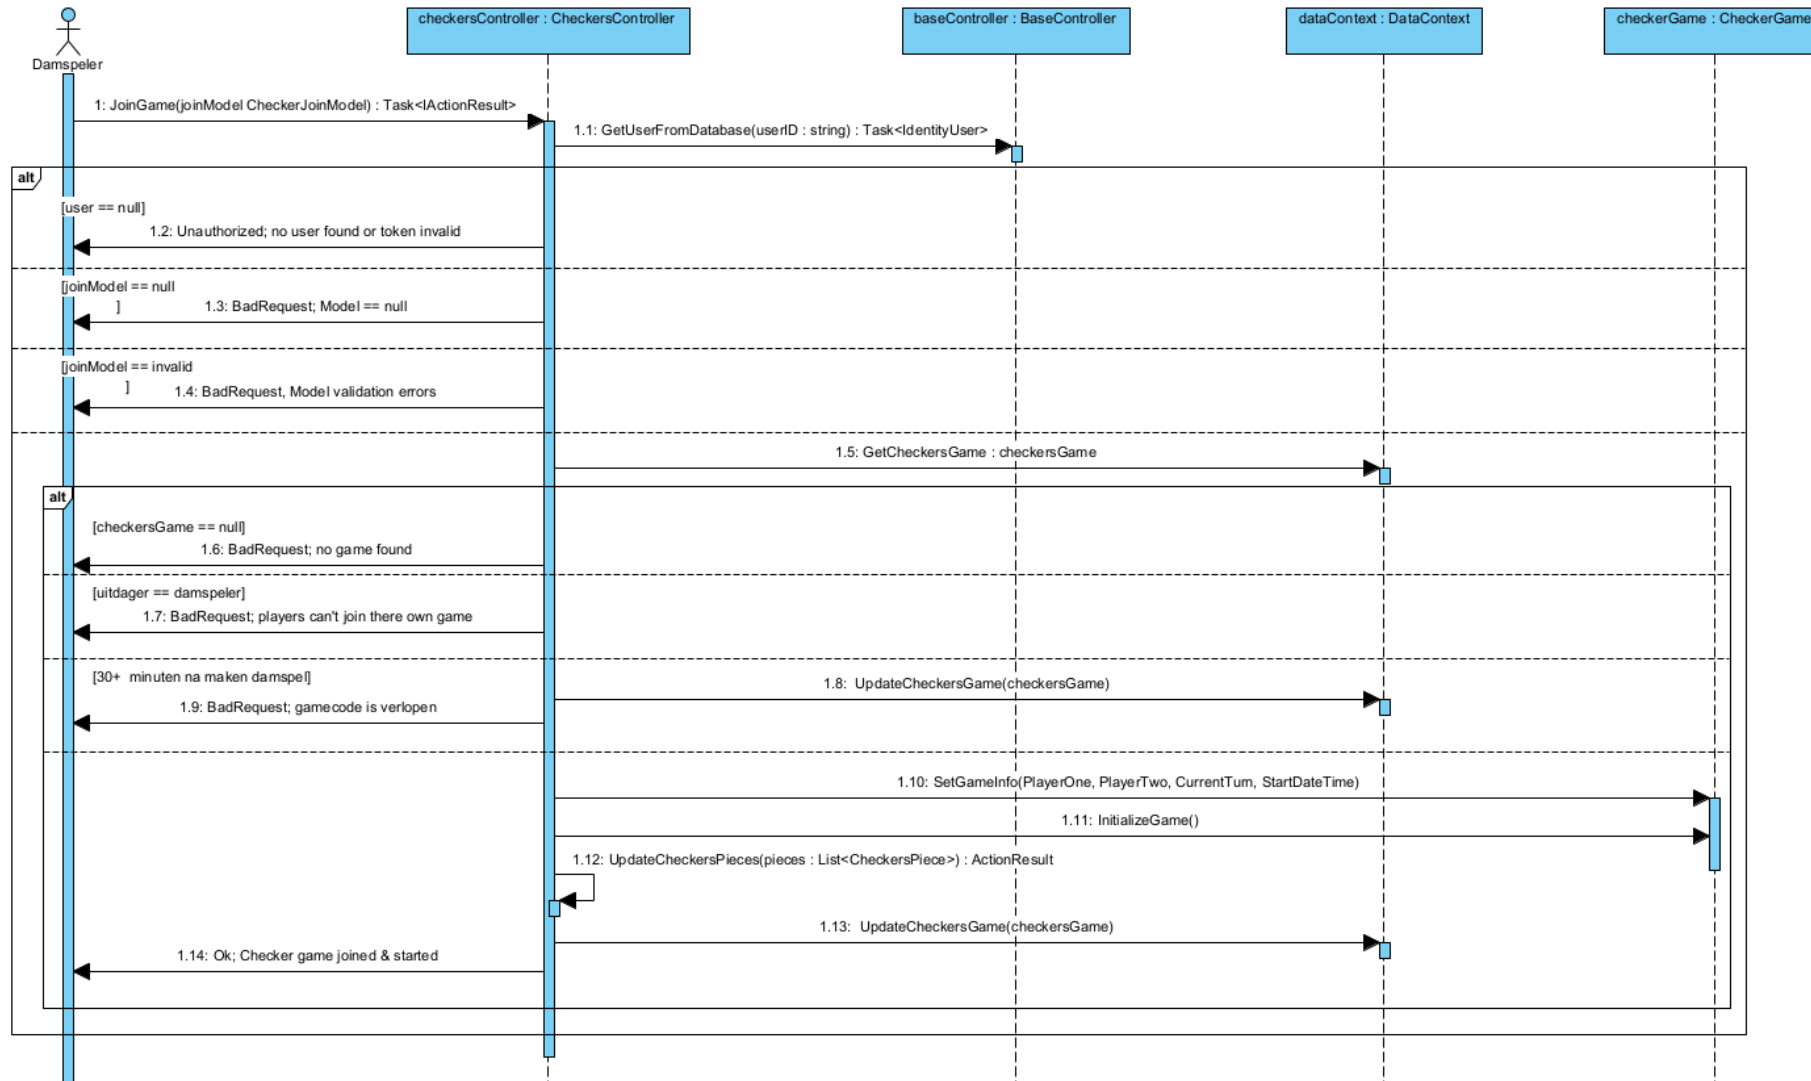 checkersController : CheckersController
baseController : BaseController
dataContext : DataContext
checkerGame : CheckerGame
Damspeler
1: JoinGame(joinModel CheckerJoinModel) : Task<IActionResult>
1.1: GetUserFromDatabase(userID : string) : Task<IdentityUser>
alt
[user == null]
1.2: Unauthorized; no user found or token invalid
[joinModel == null
]
1.3: BadRequest; Model == null
[joinModel == invalid
]
1.4: BadRequest, Model validation errors
1.5: GetCheckersGame : checkersGame
alt
[checkersGame == null]
1.6: BadRequest; no game found
[uitdager == damspeler]
1.7: BadRequest; players can't join there own game
[30+  minuten na maken damspel]
1.8:  UpdateCheckersGame(checkersGame)
1.9: BadRequest; gamecode is verlopen
1.10: SetGameInfo(PlayerOne, PlayerTwo, CurrentTurn, StartDateTime)
1.11: InitializeGame()
1.12: UpdateCheckersPieces(pieces : List<CheckersPiece>) : ActionResult
1.13:  UpdateCheckersGame(checkersGame)
1.14: Ok; Checker game joined & started